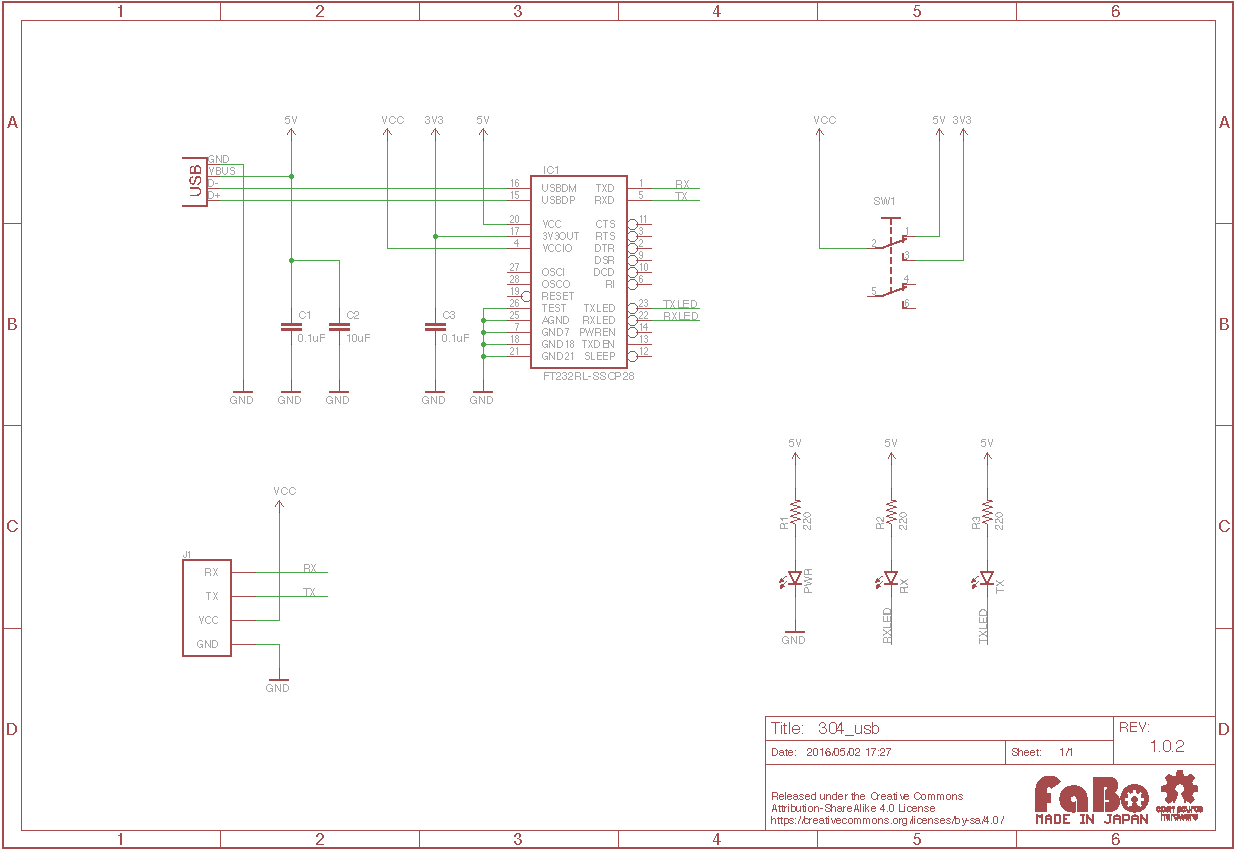 1 2 3 4 5 6
A A
5V VCC 3V3 5V VCC 5V 3V3
USB
GND
VBUS
D-
D+
IC1
16 USBDM TXD 1 RX
15 USBDP RXD 5 TX
20 VCC CTS 11
17 3V3OUT RTS 3
4 VCCIO DTR 2
DSR 9
27 OSCI DCD 10
28 OSCO RI 6
19 RESET
26 TEST TXLED 23 TXLED
25 AGND RXLED 22 RXLED
7 GND7 PWREN 14
18 GND18 TXDEN 13
21 GND21 SLEEP 12
FT232RL-SSOP28
SW1
1
2
3
4
5
6
B B
C1 C2 C3
0.1uF 10uF 0.1uF
GND GND GND GND GND
5V 5V 5V
R1 220 R2 220 R3 220
PWR RX TX
GND RXLED TXLED
C C
VCC
J1
RX RX
TX TX
VCC
GND
GND
D D
Title: 304_usb
REV:
1.0.2
Date: 2016/05/02 17:27
Sheet: 1/1
Released under the Creative Commons
Attribution-ShareAlike 4.0 License
https://creativecommons.org/licenses/by-sa/4.0/
FaBo
MADE IN JAPAN
open source
hardware
1 2 3 4 5 6